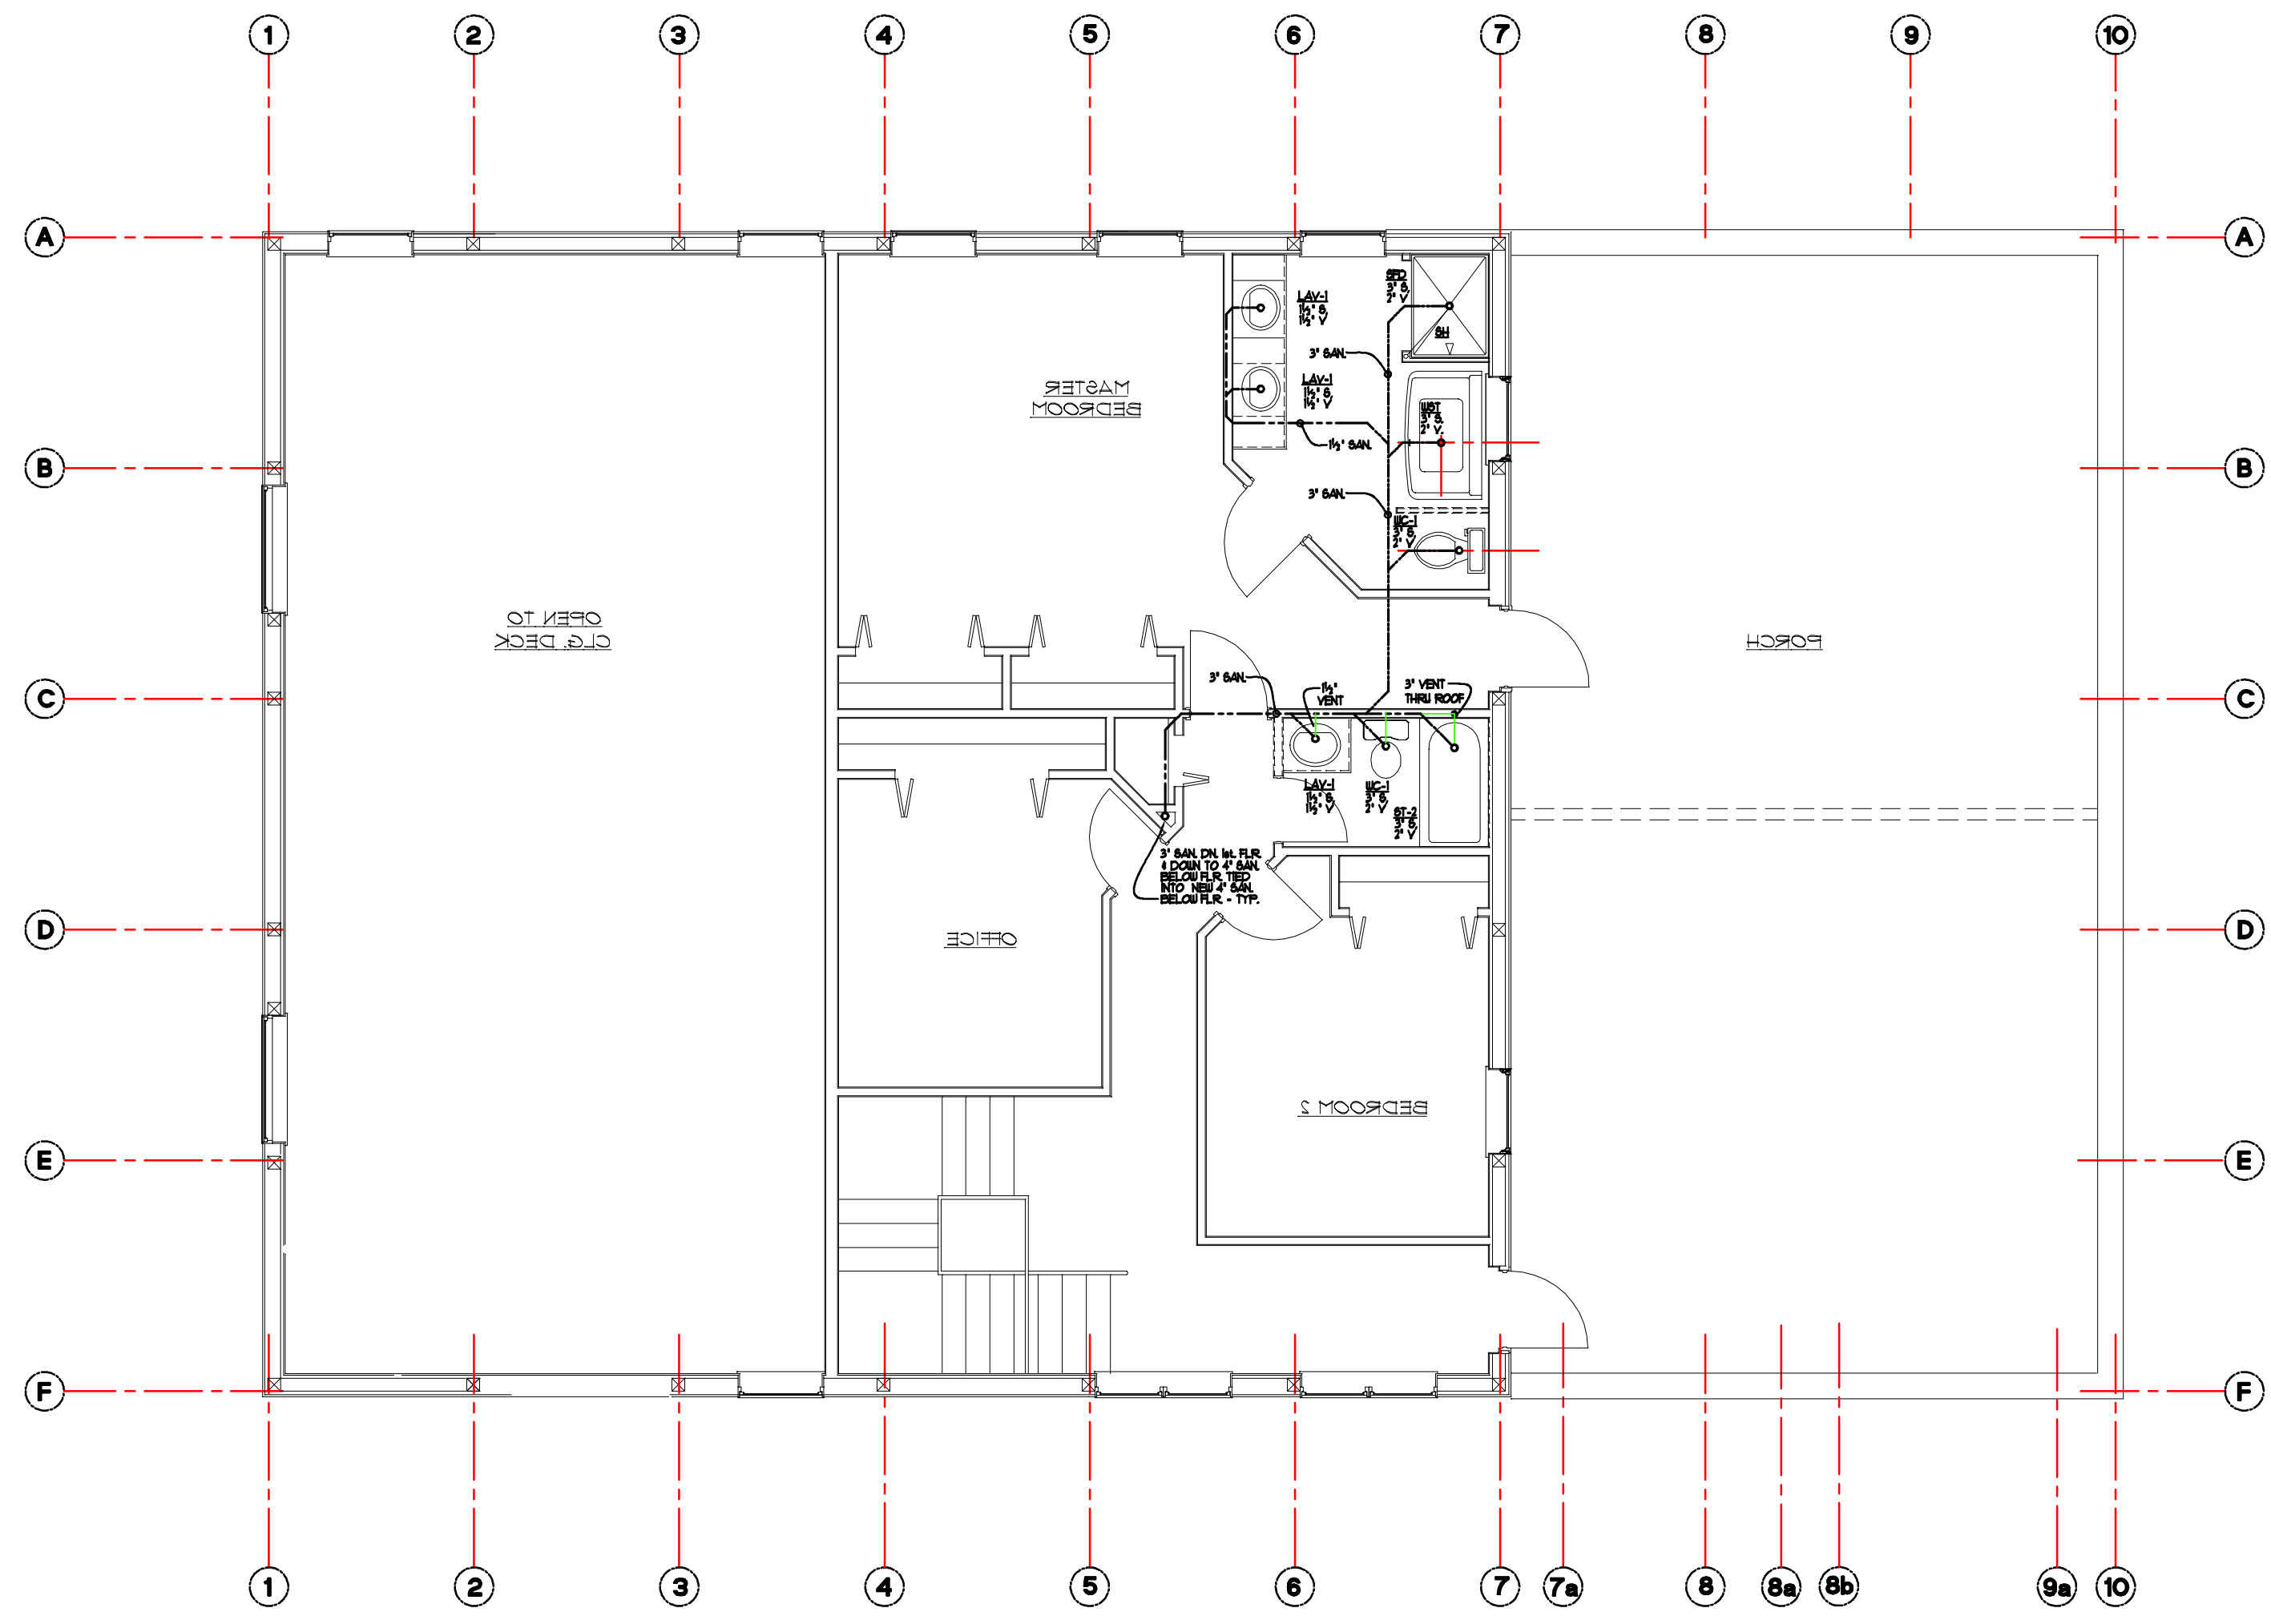 1 2 3 4 5 6 7 8 9 10
A A
SFD
3" S.
2" V
LAV-1
1½" S.
1½" V
SH
3" SAN.
MASTER
BEDROOM
LAV-1
1½" S.
1½" V.
WST
3" S.
2" V.
1½" SAN.
B B
3" SAN.
WC-1
3" S.
2" V.
OPEN TO
CLG. DECK
PORCH
3" SAN.
1½"
VENT
3" VENT
THRU ROOF
C C
LAV-1
1½" S.
1½" V
WC-1
3" S.
2" V
ST-2
3" S.
2" V.
3" SAN. DN. 1st. FLR.
& DOWN TO 4" SAN.
BELOW FLR. TIED
INTO NEW 4" SAN.
BELOW FLR. - TYP.
D D
OFFICE
BEDROOM 2
E E
F F
1 2 3 4 5 6 7 7a 8 8a 8b 9a 10